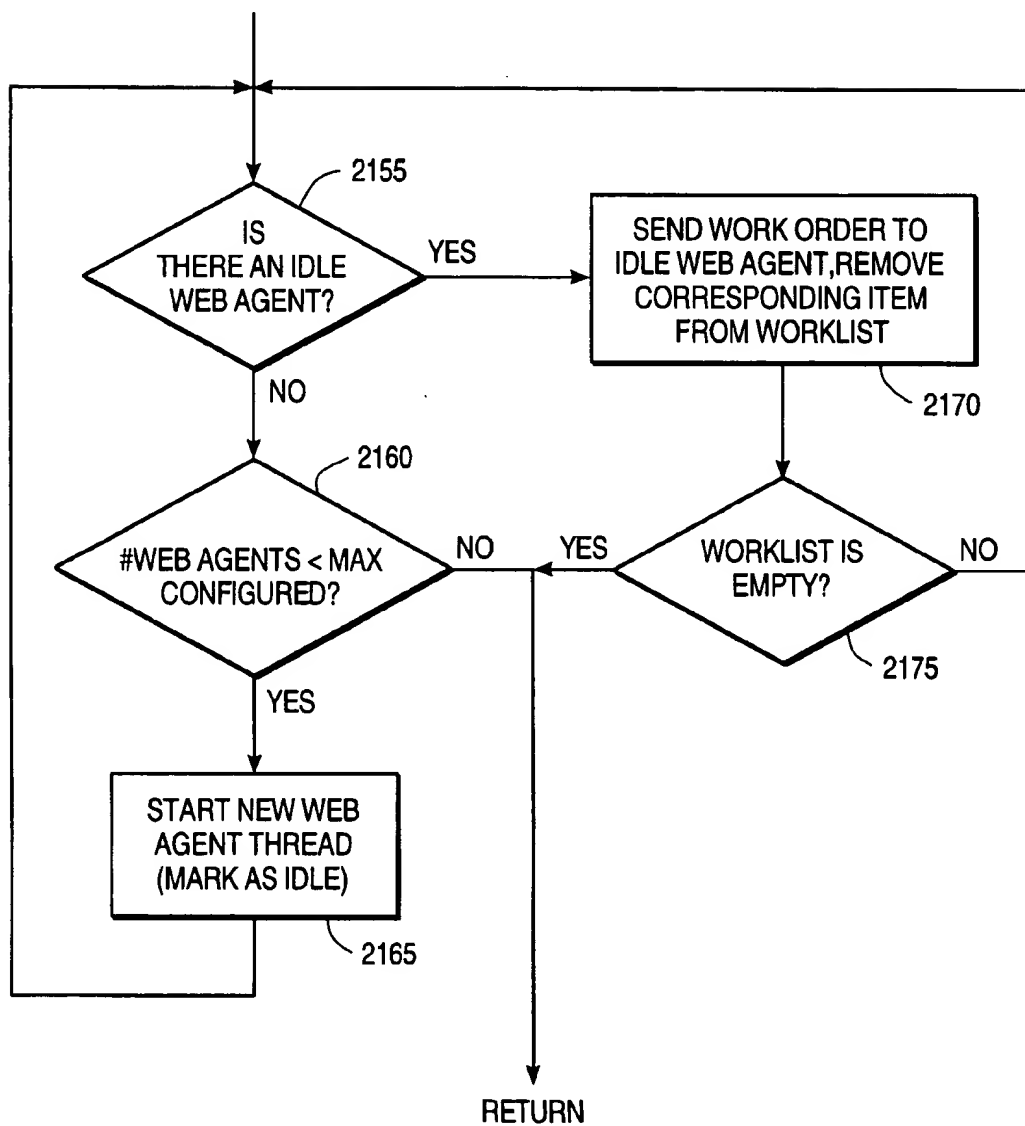 2155
IS
THERE AN IDLE
WEB AGENT?
YES
NO
SEND WORK ORDER TO
IDLE WEB AGENT,REMOVE
CORRESPONDING ITEM
FROM WORKLIST
2170
2160
#WEB AGENTS < MAX
CONFIGURED?
NO
YES
YES
WORKLIST IS
EMPTY?
NO
2175
START NEW WEB
AGENT THREAD
(MARK AS IDLE)
2165
RETURN